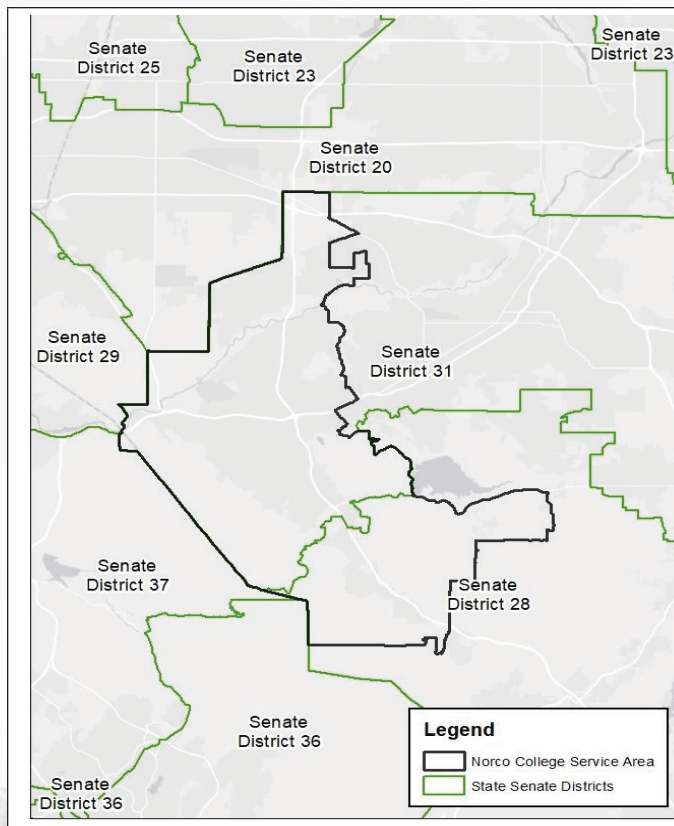 Senate
District 25
Senate
District 23
Senate
District 23
Senate
District 20
Senate
District 29
Senate
District 31
Senate
District 37
Senate
District 28
Senate
District 36
Senate
District 36
Legend
Norco College Service Area
State Senate Districts